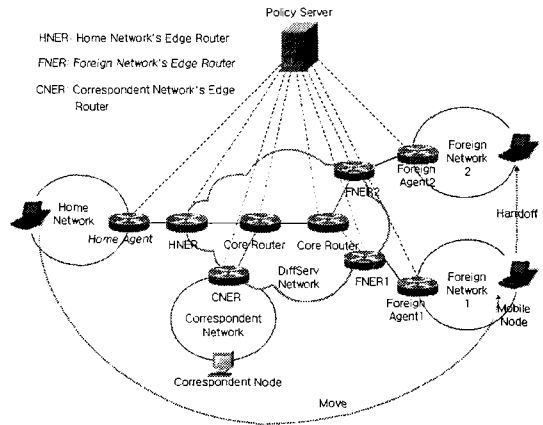 Policy Server
HNER: Home Network's Edge Router
FNER: Foreign Network's Edge Router
CNER: Correspondent Network's Edge
Router
Foreign
Network
2
Foreign
Agent2
FNER2
Home
Network
Home Agent
HNER
Core Router
Core Router
Handoff
DiffServ
Network
FNER1
Foreign
Network
1
Foreign
Agent1
Mobile
Node
CNER
Correspondent
Network
Correspondent Node
Move